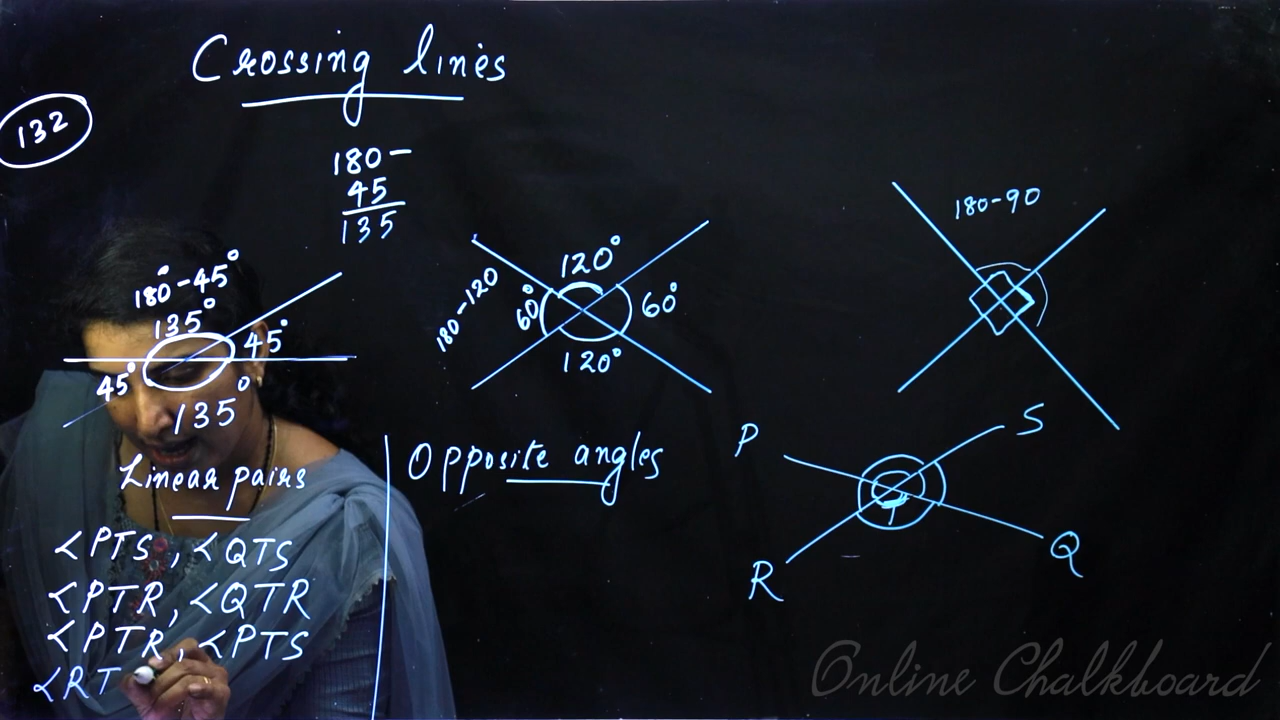 Crossing lines
132
180-
45
135
180°-45°
135°
45°
45°
135°
180-120
120°
60°
60°
120°
180-90
P
S
T
R
Q
Linear pairs
<PTS, <QTS
<PTR, <QTR
<PTR, <PTS
<RT
Opposite angles
Online Chalkboard